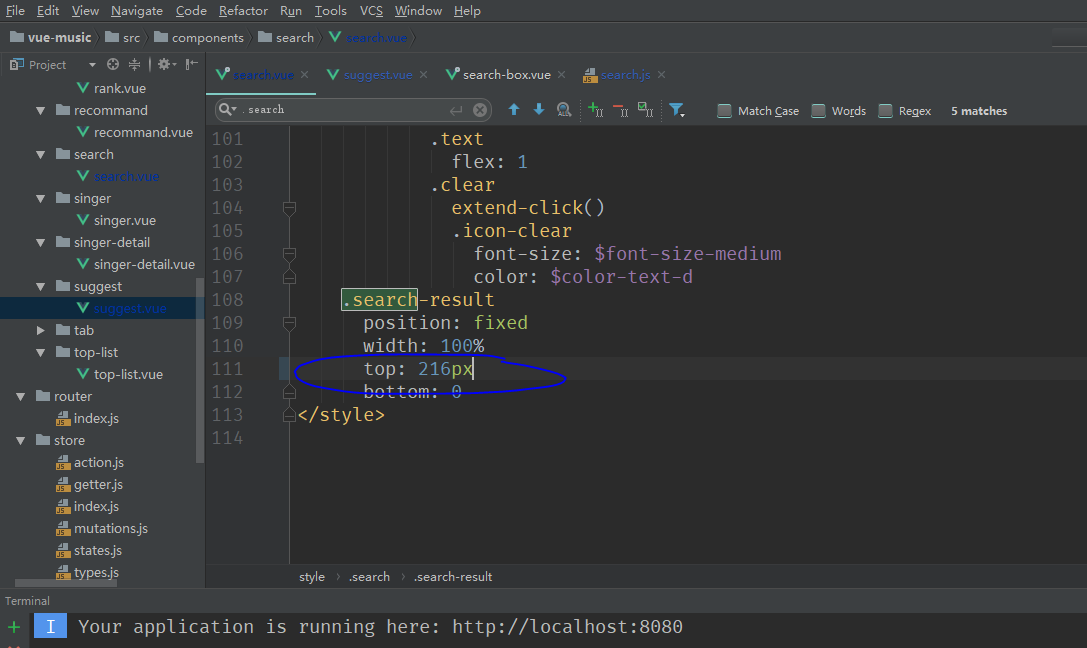 File Edit View Navigate Code Refactor Run Tools VCS Window Help
vue-music src components search search.vue
Project
search.vue suggest.vue search-box.vue search.js
.search Match Case Words Regex 5 matches
rank.vue
recommand
recommand.vue
search
search.vue
singer
singer.vue
singer-detail
singer-detail.vue
suggest
suggest.vue
tab
top-list
top-list.vue
router
index.js
store
action.js
getter.js
index.js
mutations.js
states.js
types.js
101 .text
102 flex: 1
103 .clear
104 extend-click()
105 .icon-clear
106 font-size: $font-size-medium
107 color: $color-text-d
108 .search-result
109 position: fixed
110 width: 100%
111 top: 216px
112 bottom: 0
113 </style>
114
style .search .search-result
Terminal
I Your application is running here: http://localhost:8080